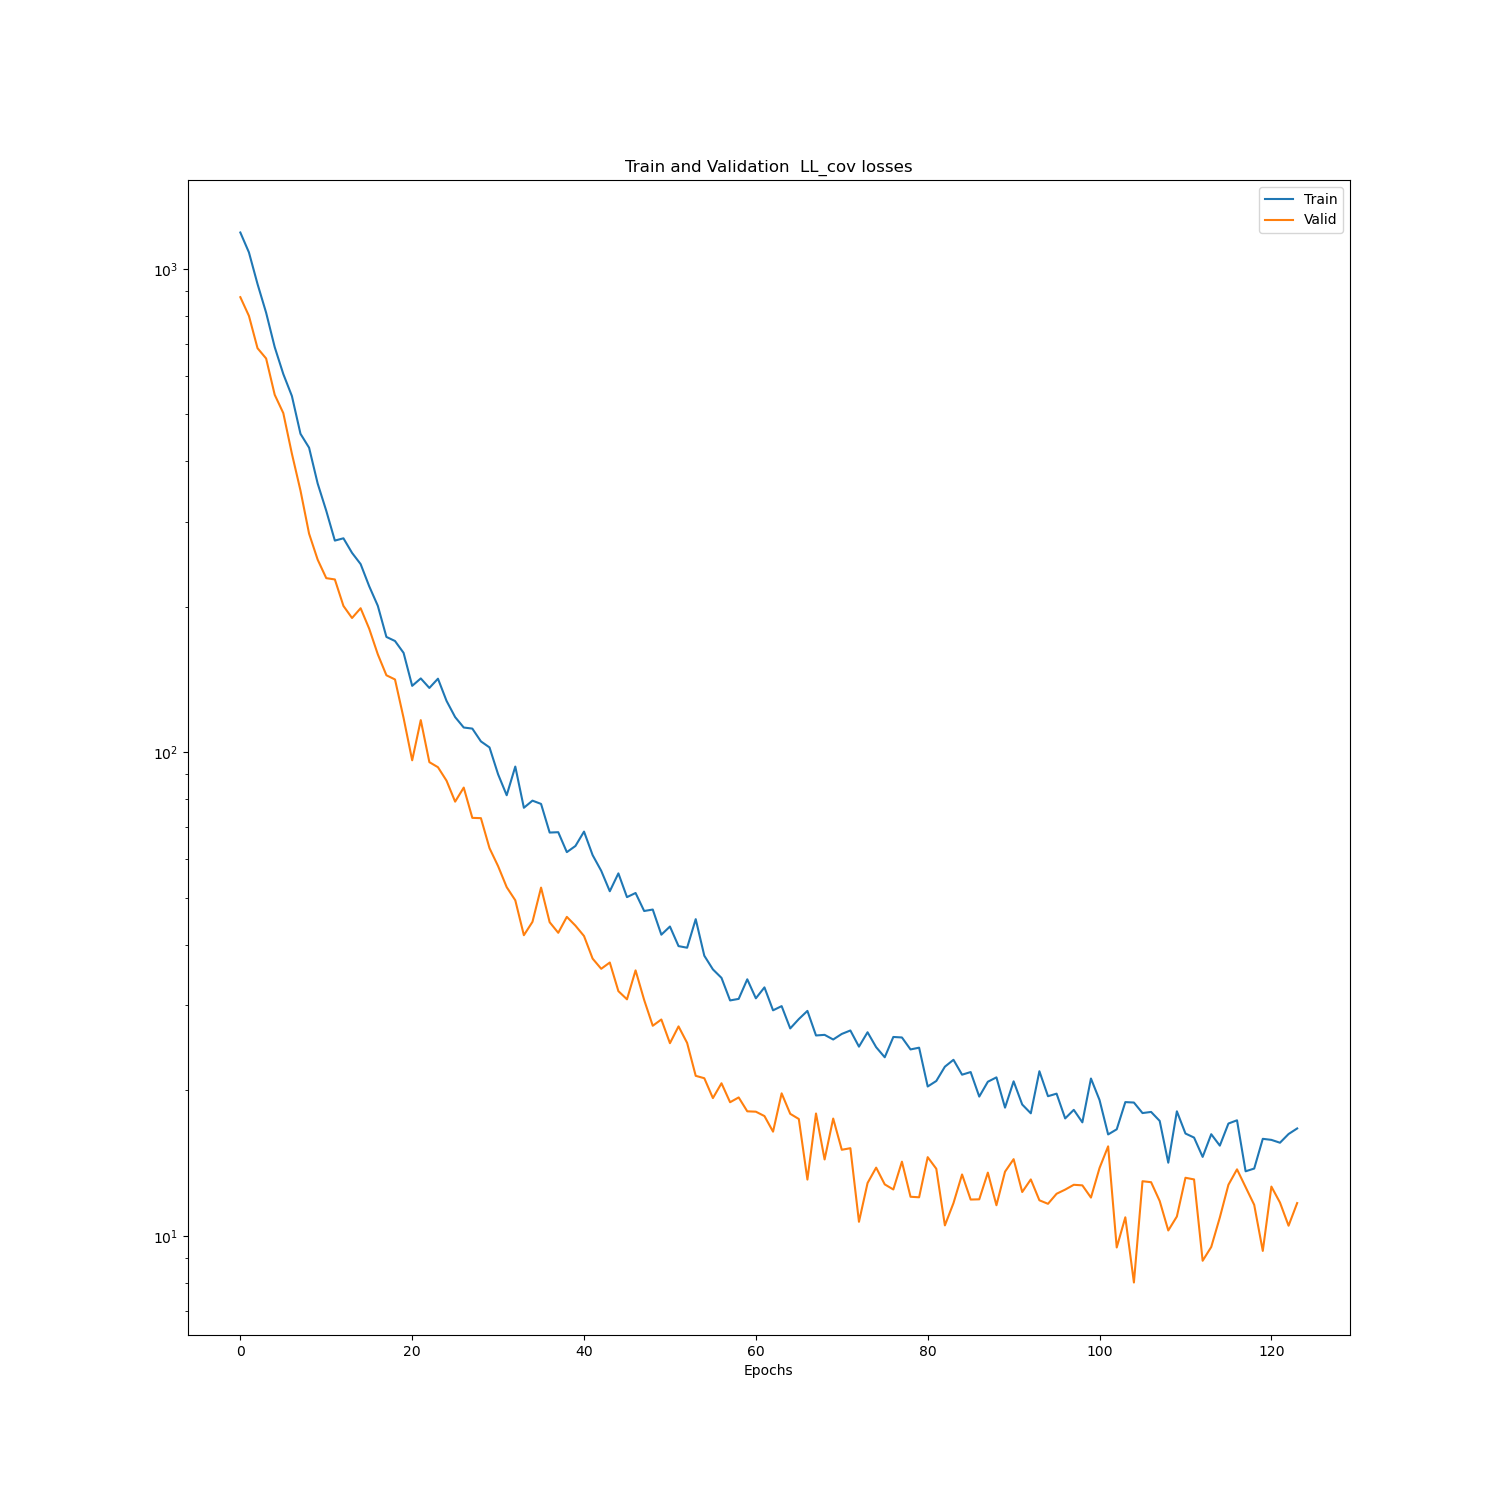 Train and Validation  LL_cov losses
Train
Valid
10³
10²
10¹
0 20 40 60 80 100 120
Epochs